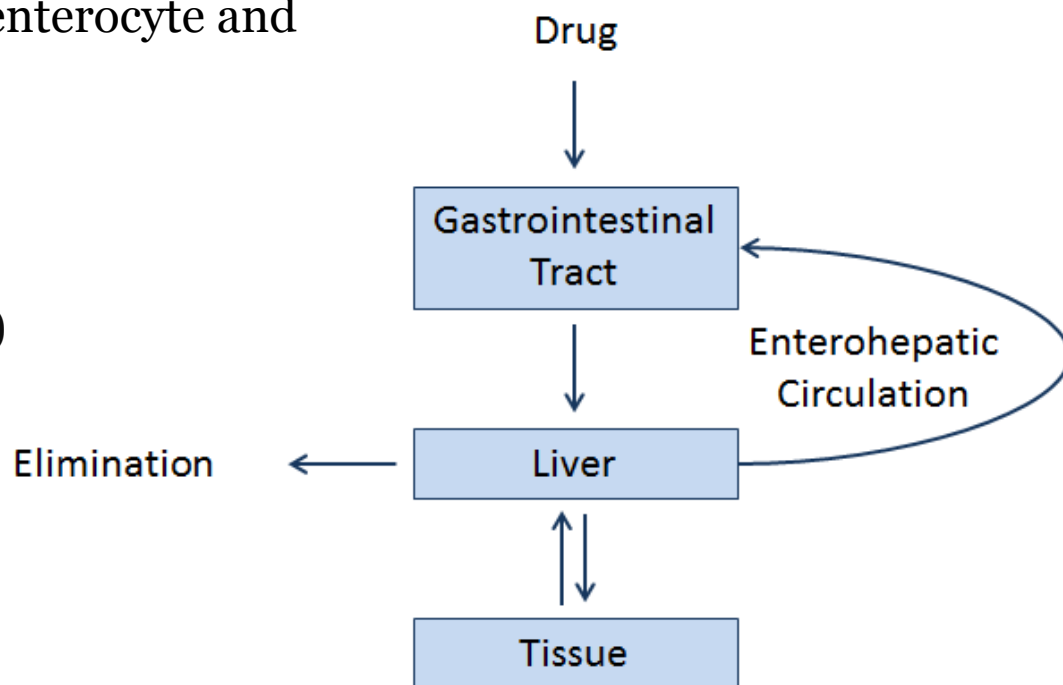 enterocyte and
Drug
Gastrointestinal
Tract
)
Enterohepatic
Circulation
Elimination
Liver
Tissue